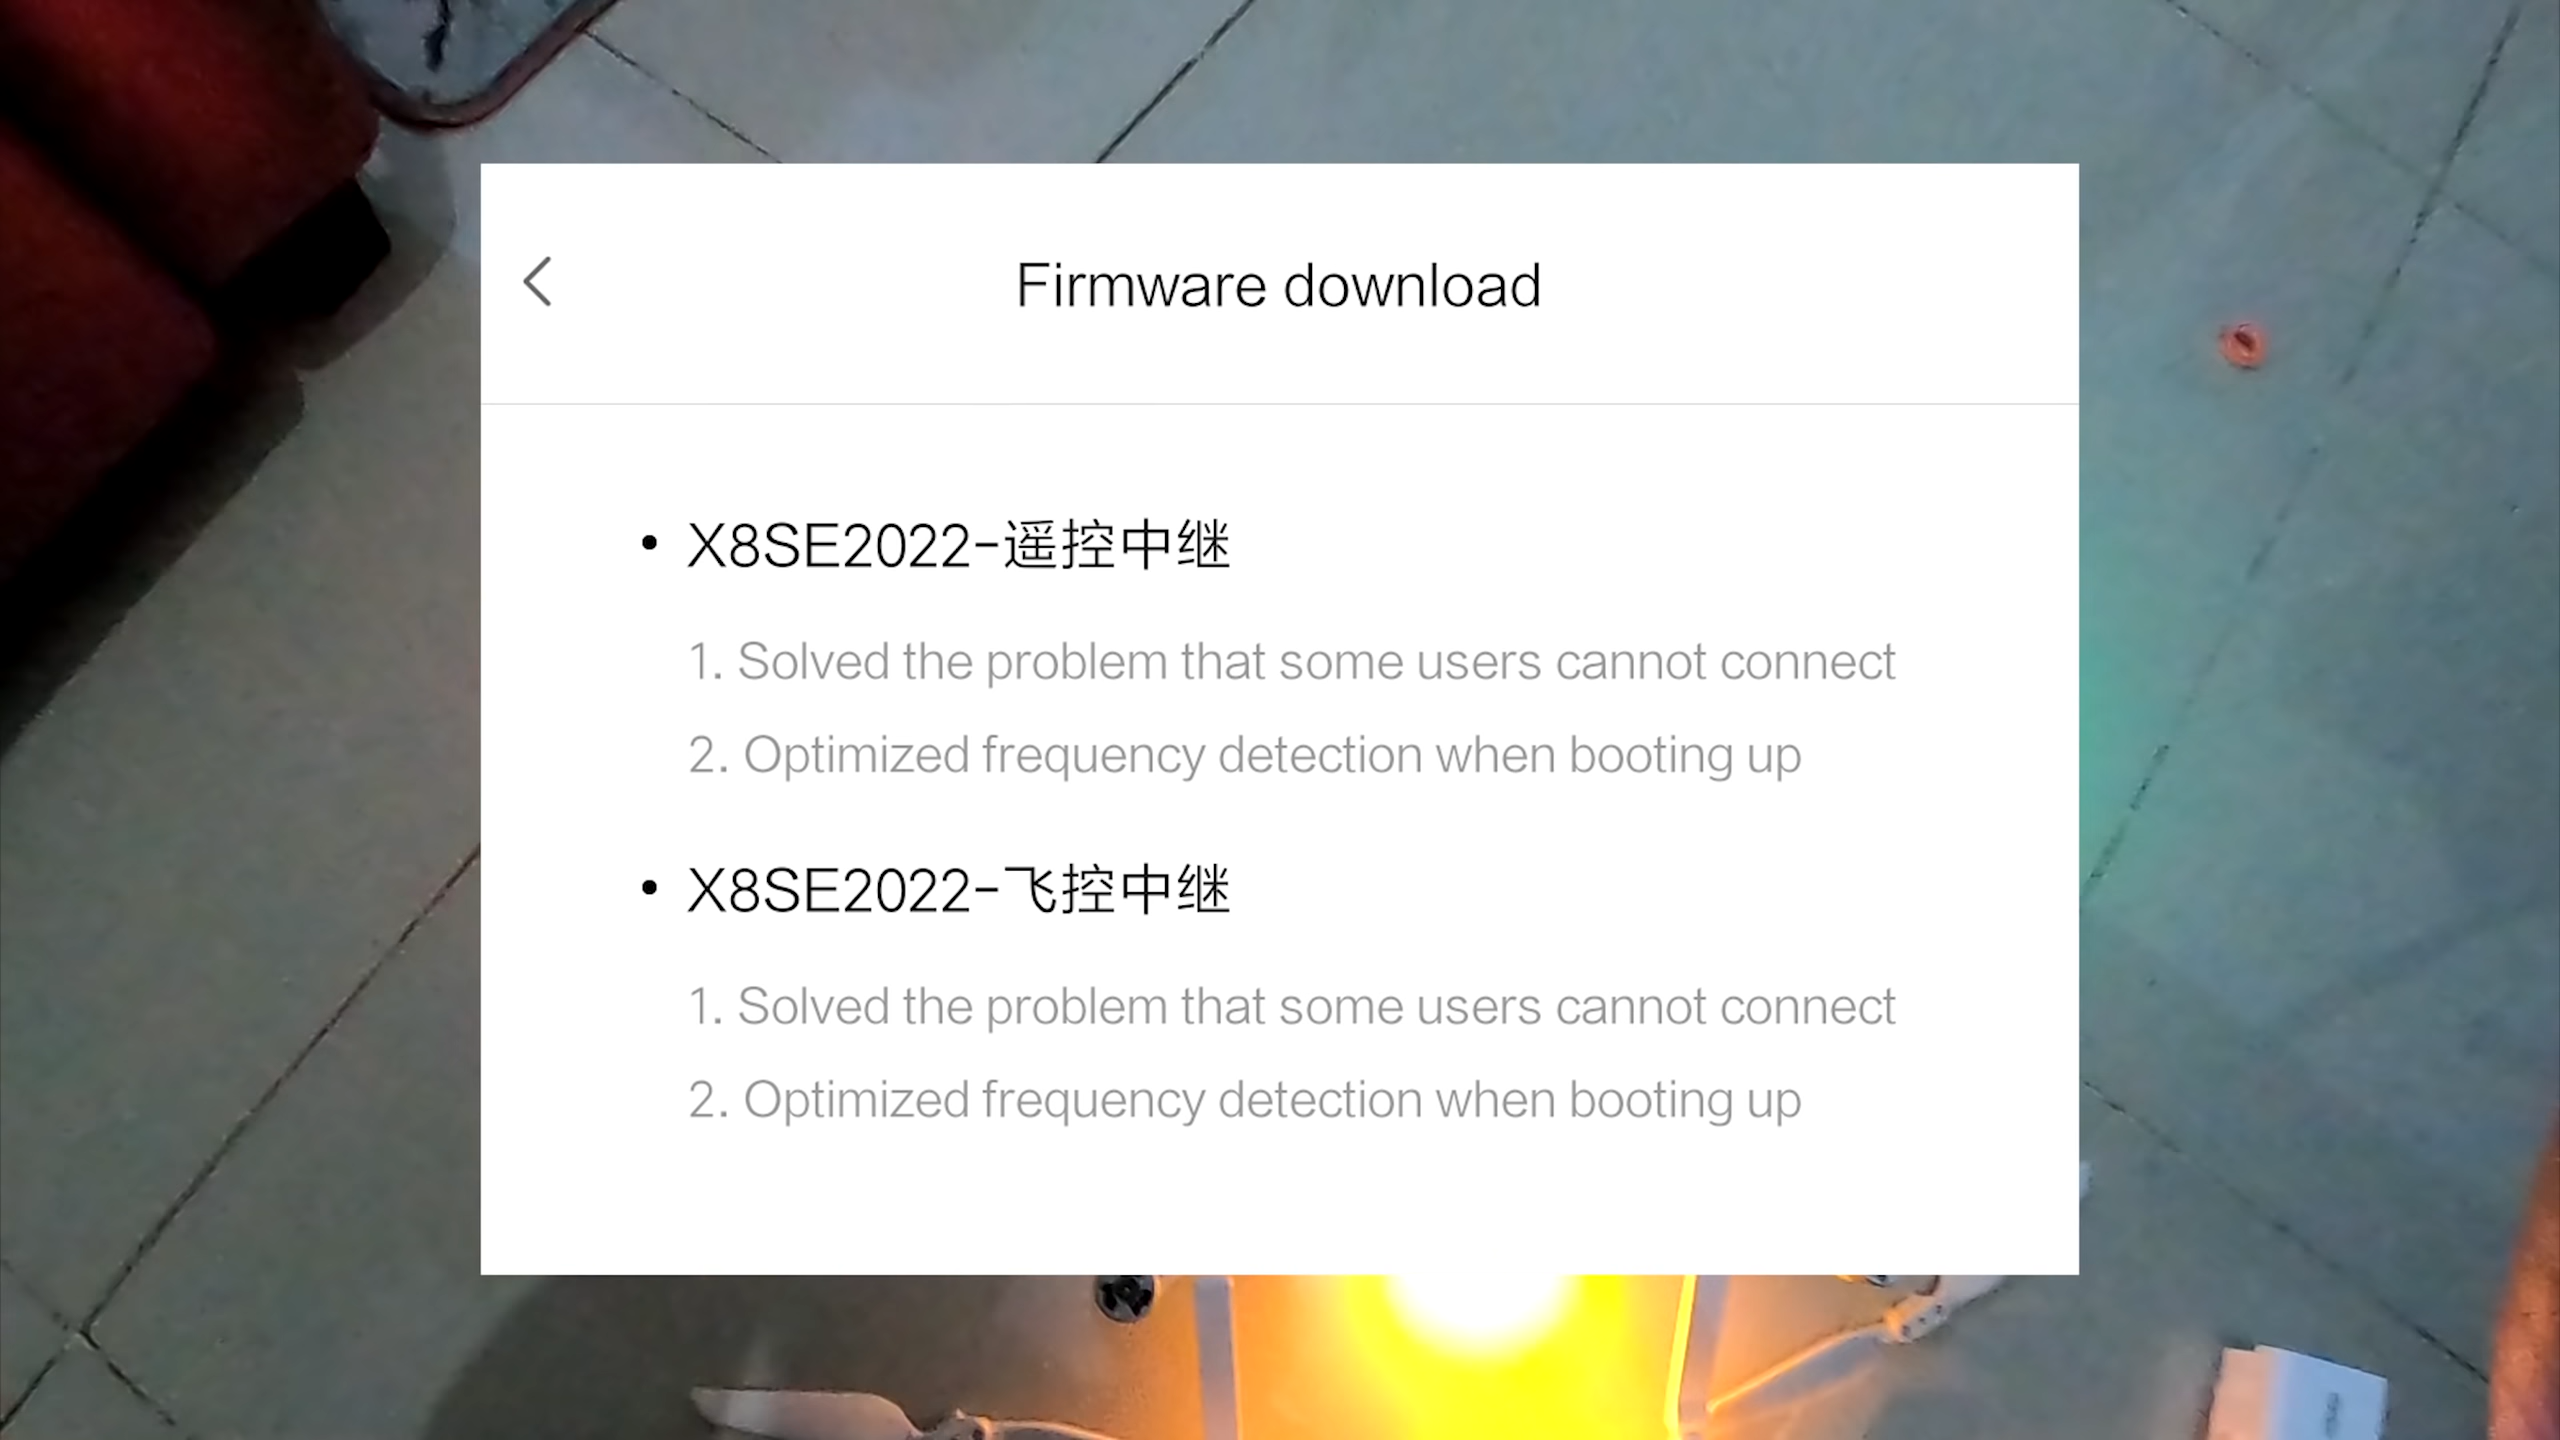 Firmware download
• X8SE2022-遥控中继
1. Solved the problem that some users cannot connect
2. Optimized frequency detection when booting up
• X8SE2022-飞控中继
1. Solved the problem that some users cannot connect
2. Optimized frequency detection when booting up